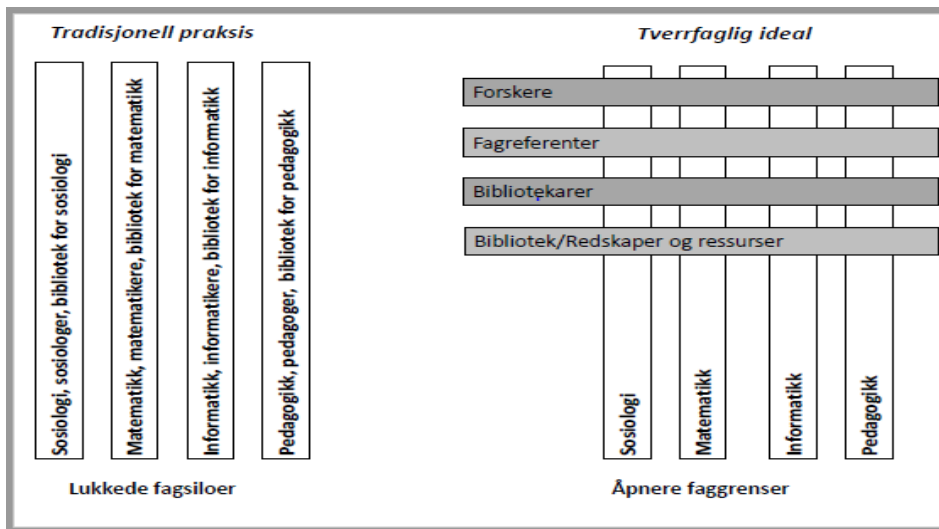 Tradisjonell praksis
Sosiologi, sosiologer, bibliotek for sosiologi
Matematikk, matematikere, bibliotek for matematikk
Informatikk, informatikere, bibliotek for informatikk
Pedagogikk, pedagoger, bibliotek for pedagogikk
Lukkede fagsiloer
Tverrfaglig ideal
Forskere
Fagreferenter
Bibliotekarer
Bibliotek/Redskaper og ressurser
Sosiologi
Matematikk
Informatikk
Pedagogikk
Åpnere faggrenser